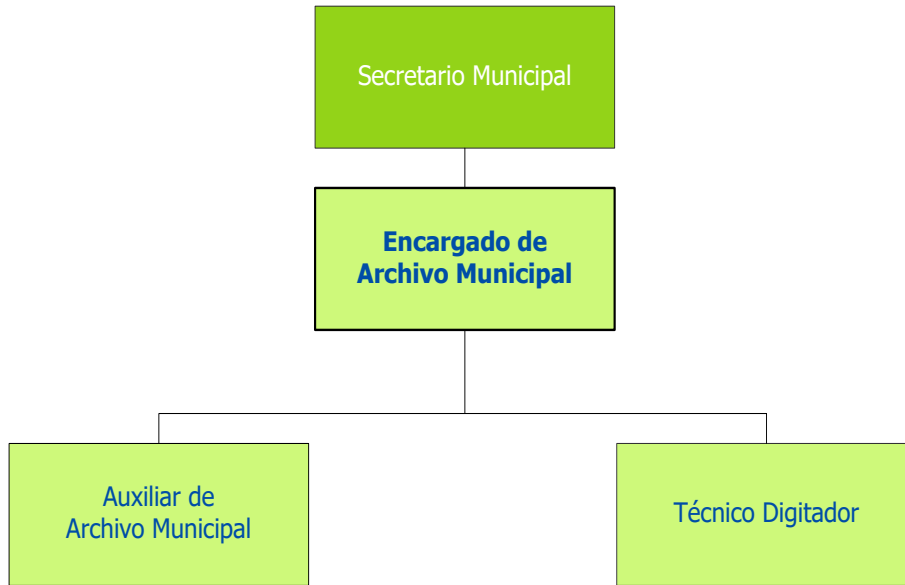 Secretario Municipal
Encargado de
Archivo Municipal
Auxiliar de
Archivo Municipal
Técnico Digitador